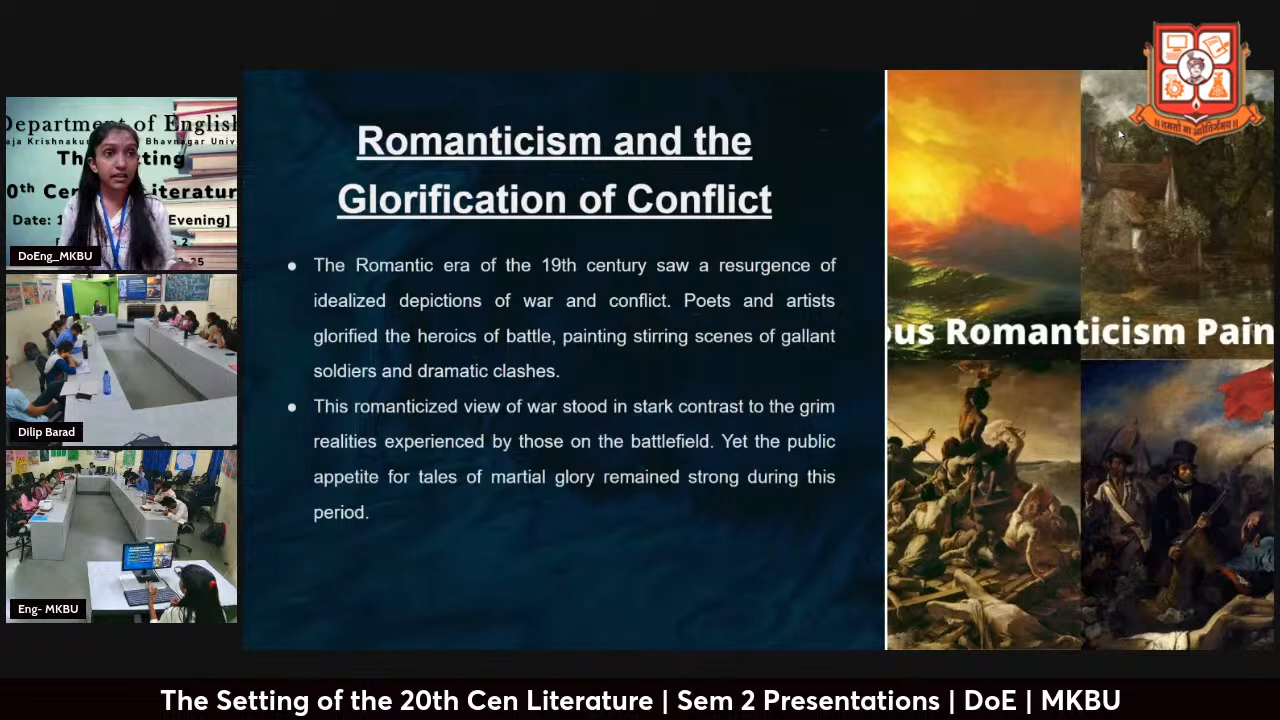 Department of English
Bhavnagar
Date:
Evening]
DoEng_MKBU
Dilip Barad
Eng- MKBU
Romanticism and the
Glorification of Conflict
● The Romantic era of the 19th century saw a resurgence of
idealized depictions of war and conflict. Poets and artists
glorified the heroics of battle, painting stirring scenes of gallant
soldiers and dramatic clashes.
● This romanticized view of war stood in stark contrast to the grim
realities experienced by those on the battlefield. Yet the public
appetite for tales of martial glory remained strong during this
period.
Romanticism Pain
The Setting of the 20th Cen Literature | Sem 2 Presentations | DoE | MKBU